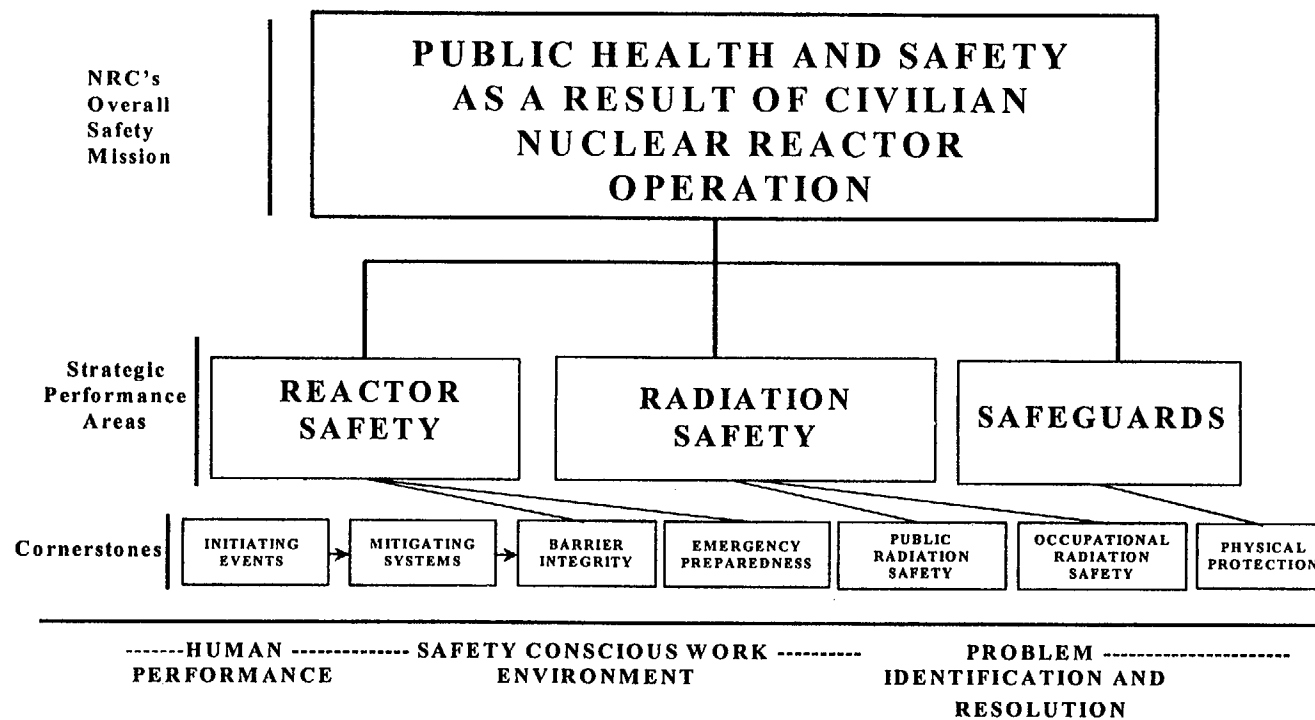 NRC's
Overall
Safety
Mission
PUBLIC HEALTH AND SAFETY
AS A RESULT OF CIVILIAN
NUCLEAR REACTOR
OPERATION
Strategic
Performance
Areas
REACTOR
SAFETY
RADIATION
SAFETY
SAFEGUARDS
Cornerstones
INITIATING
EVENTS
MITIGATING
SYSTEMS
BARRIER
INTEGRITY
EMERGENCY
PREPAREDNESS
PUBLIC
RADIATION
SAFETY
OCCUPATIONAL
RADIATION
SAFETY
PHYSICAL
PROTECTION
-------HUMAN ------------- SAFETY CONSCIOUS WORK ---------- PROBLEM ----------------------
PERFORMANCE ENVIRONMENT IDENTIFICATION AND
RESOLUTION